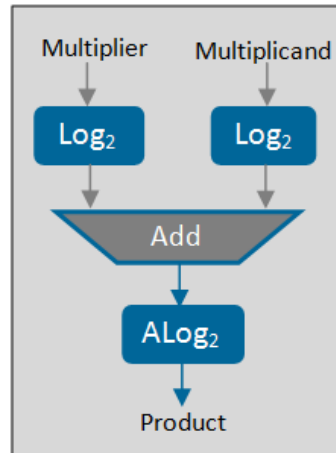 Multiplier Multiplicand
Log₂ Log₂
Add
ALog₂
Product